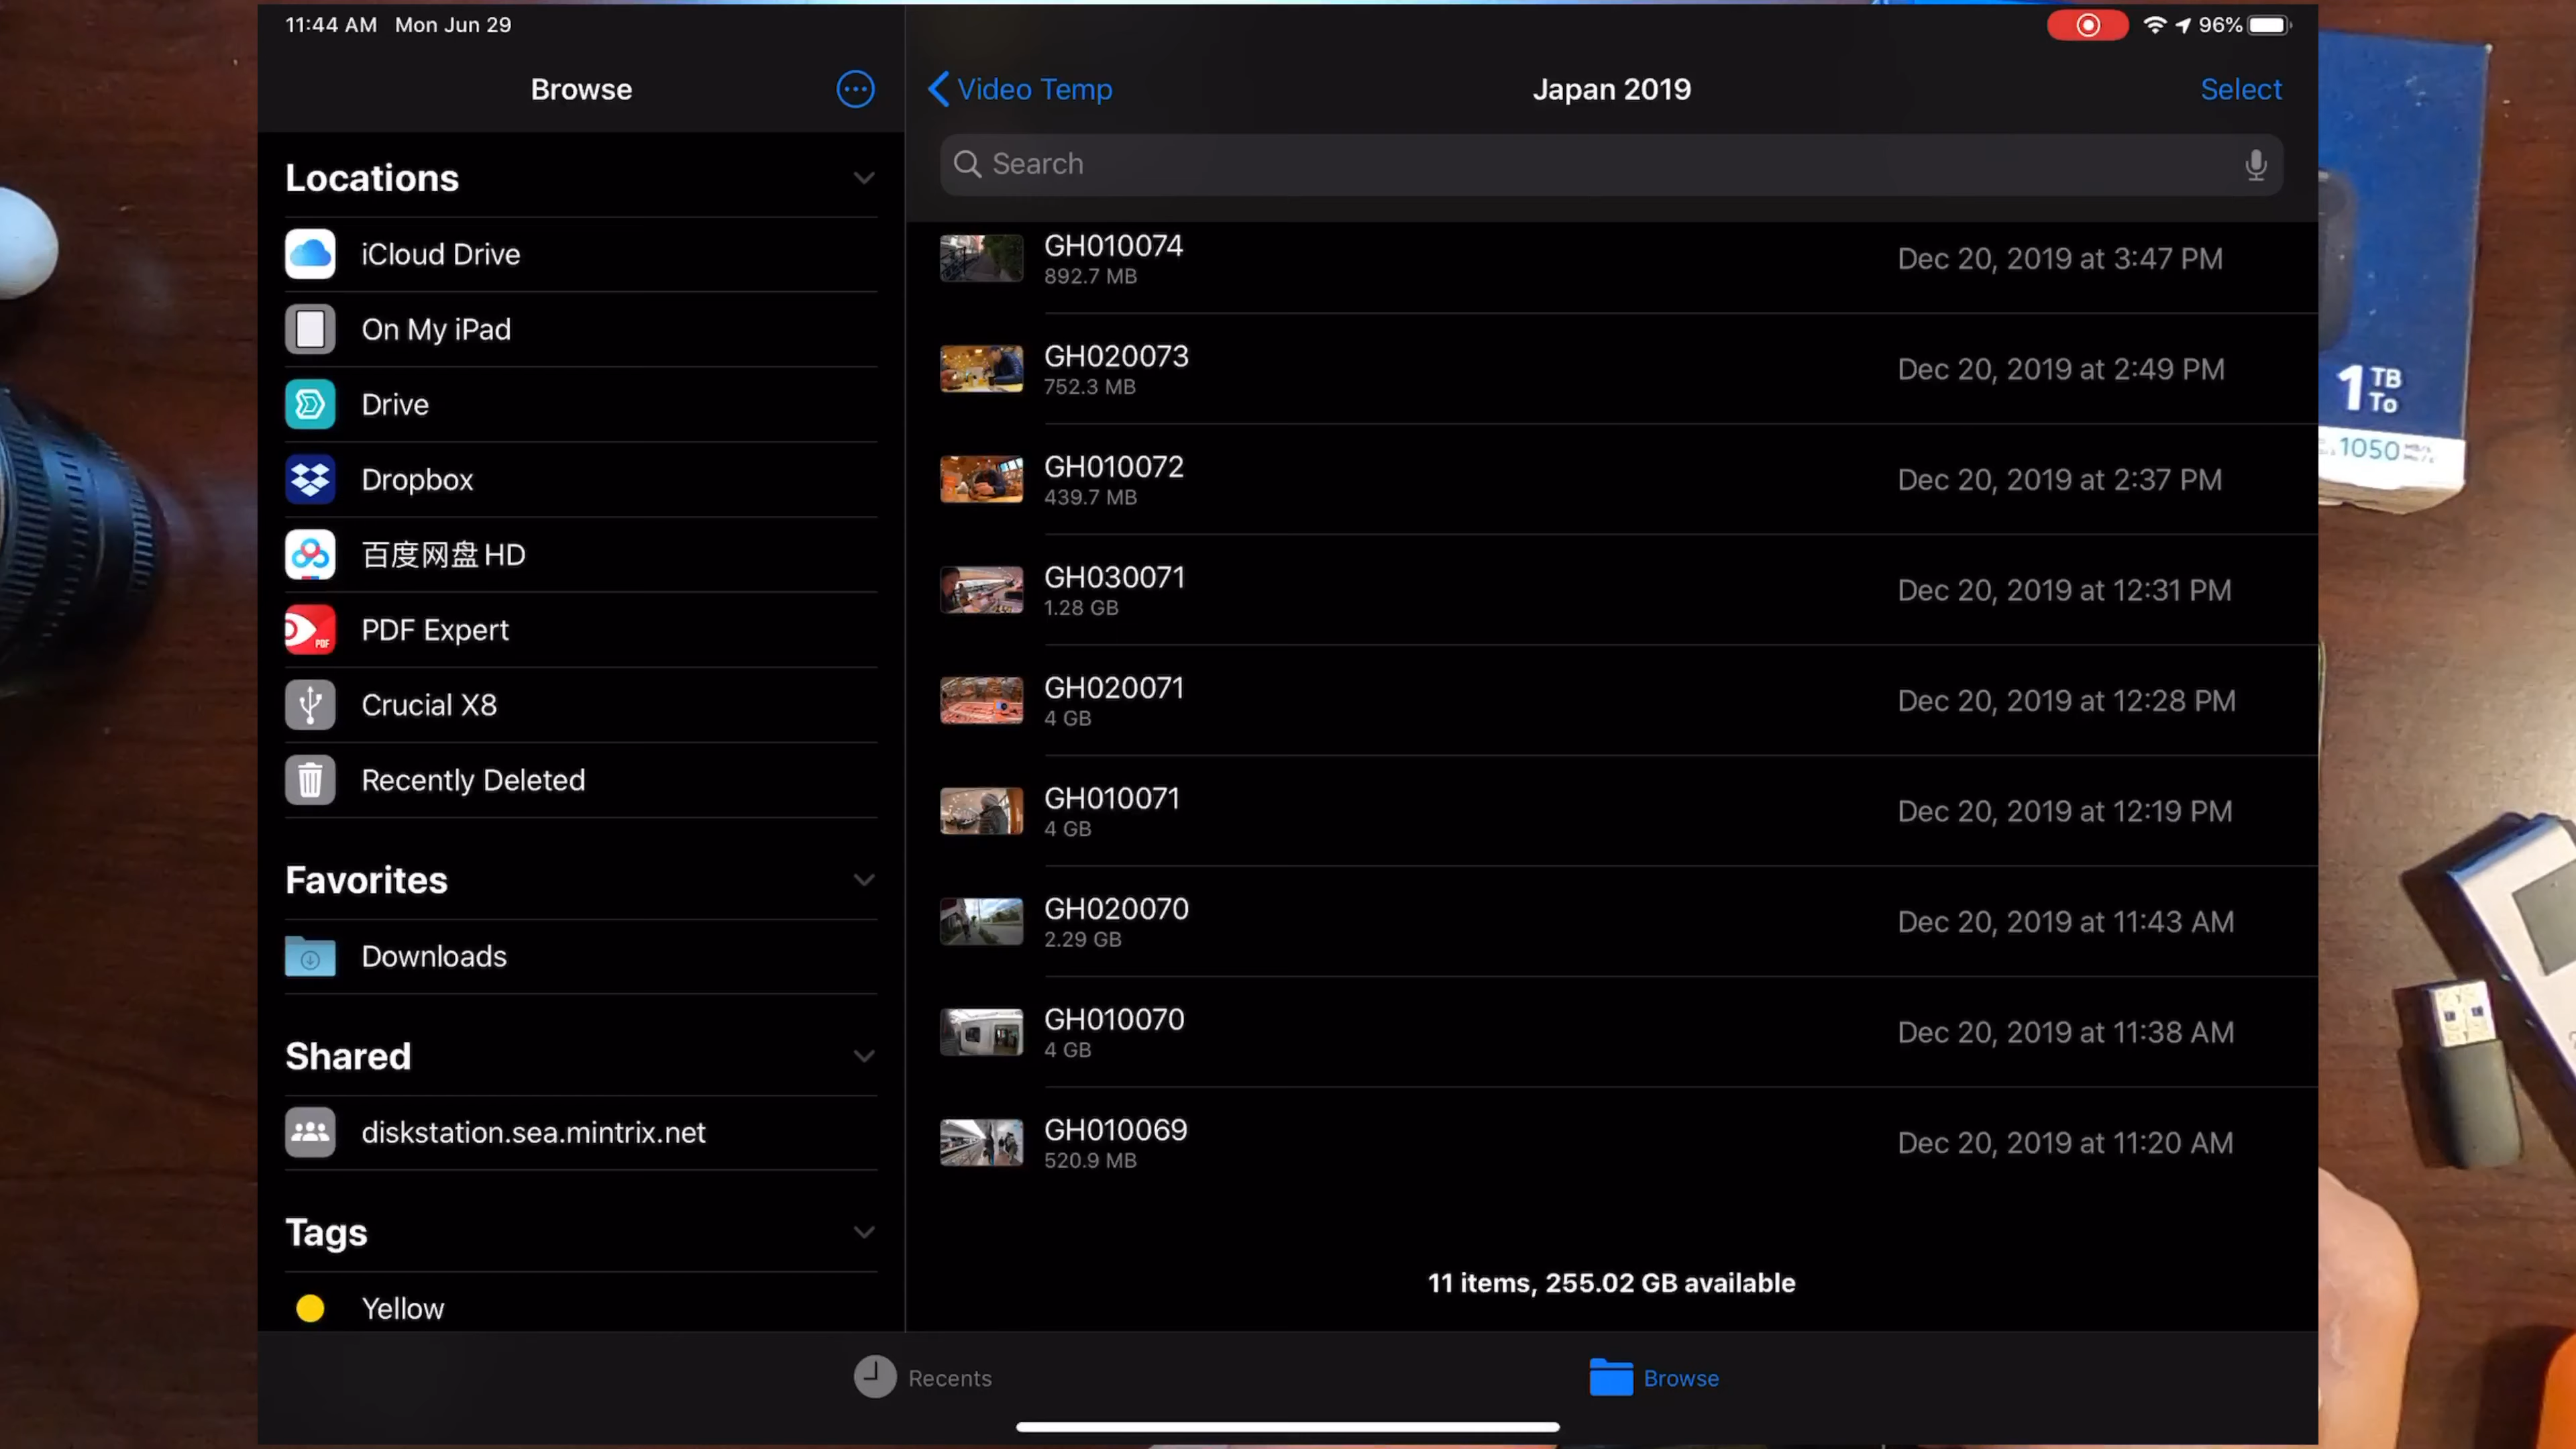 11:44 AM Mon Jun 29
96%
Browse
Video Temp
Japan 2019
Select
Search
Locations
iCloud Drive
On My iPad
Drive
Dropbox
百度网盘HD
PDF Expert
PDF
Crucial X8
Recently Deleted
Favorites
Downloads
Shared
diskstation.sea.mintrix.net
Tags
Yellow
GH010074
892.7 MB
Dec 20, 2019 at 3:47 PM
GH020073
752.3 MB
Dec 20, 2019 at 2:49 PM
GH010072
439.7 MB
Dec 20, 2019 at 2:37 PM
GH030071
1.28 GB
Dec 20, 2019 at 12:31 PM
GH020071
4 GB
Dec 20, 2019 at 12:28 PM
GH010071
4 GB
Dec 20, 2019 at 12:19 PM
GH020070
2.29 GB
Dec 20, 2019 at 11:43 AM
GH010070
4 GB
Dec 20, 2019 at 11:38 AM
GH010069
520.9 MB
Dec 20, 2019 at 11:20 AM
11 items, 255.02 GB available
Recents
Browse
1 TB
To
1050